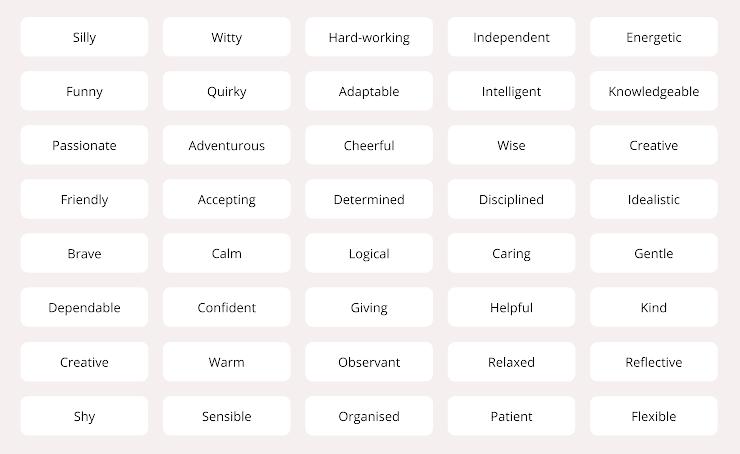 Silly Witty Hard-working Independent Energetic
Funny Quirky Adaptable Intelligent Knowledgeable
Passionate Adventurous Cheerful Wise Creative
Friendly Accepting Determined Disciplined Idealistic
Brave Calm Logical Caring Gentle
Dependable Confident Giving Helpful Kind
Creative Warm Observant Relaxed Reflective
Shy Sensible Organised Patient Flexible